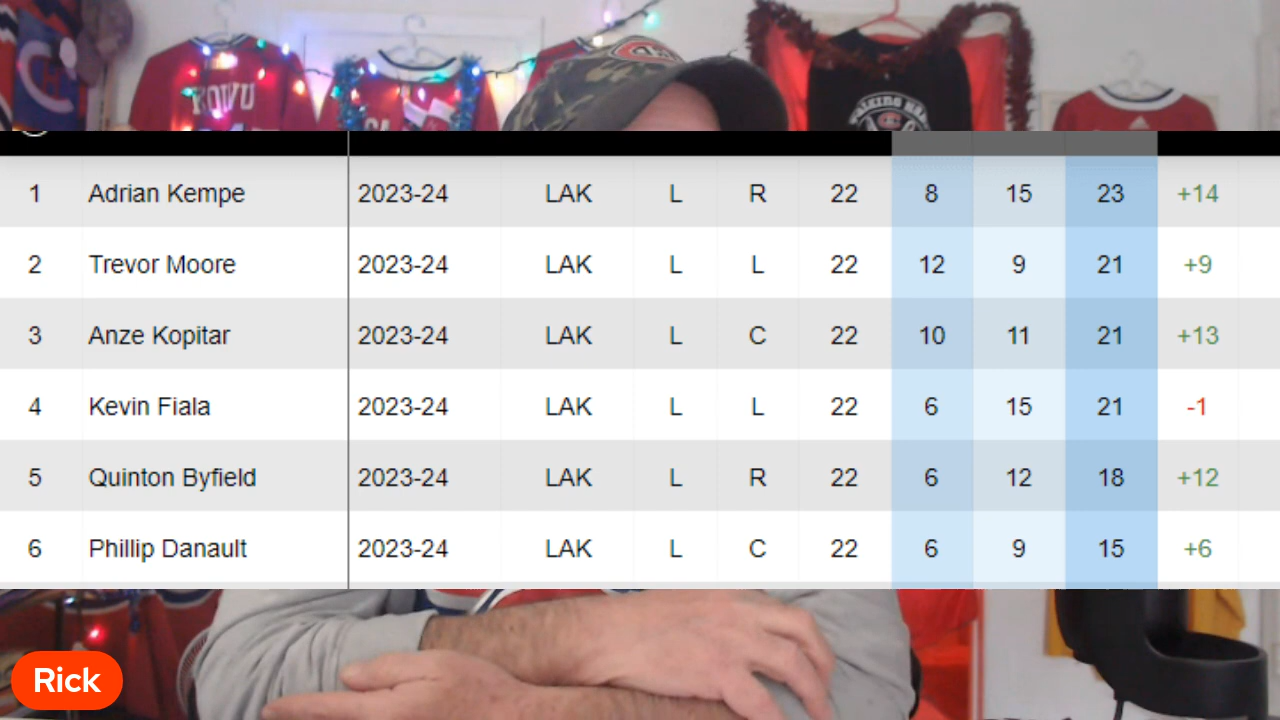 KOIVU
1 Adrian Kempe 2023-24 LAK L R 22 8 15 23 +14
2 Trevor Moore 2023-24 LAK L L 22 12 9 21 +9
3 Anze Kopitar 2023-24 LAK L C 22 10 11 21 +13
4 Kevin Fiala 2023-24 LAK L L 22 6 15 21 -1
5 Quinton Byfield 2023-24 LAK L R 22 6 12 18 +12
6 Phillip Danault 2023-24 LAK L C 22 6 9 15 +6
Rick